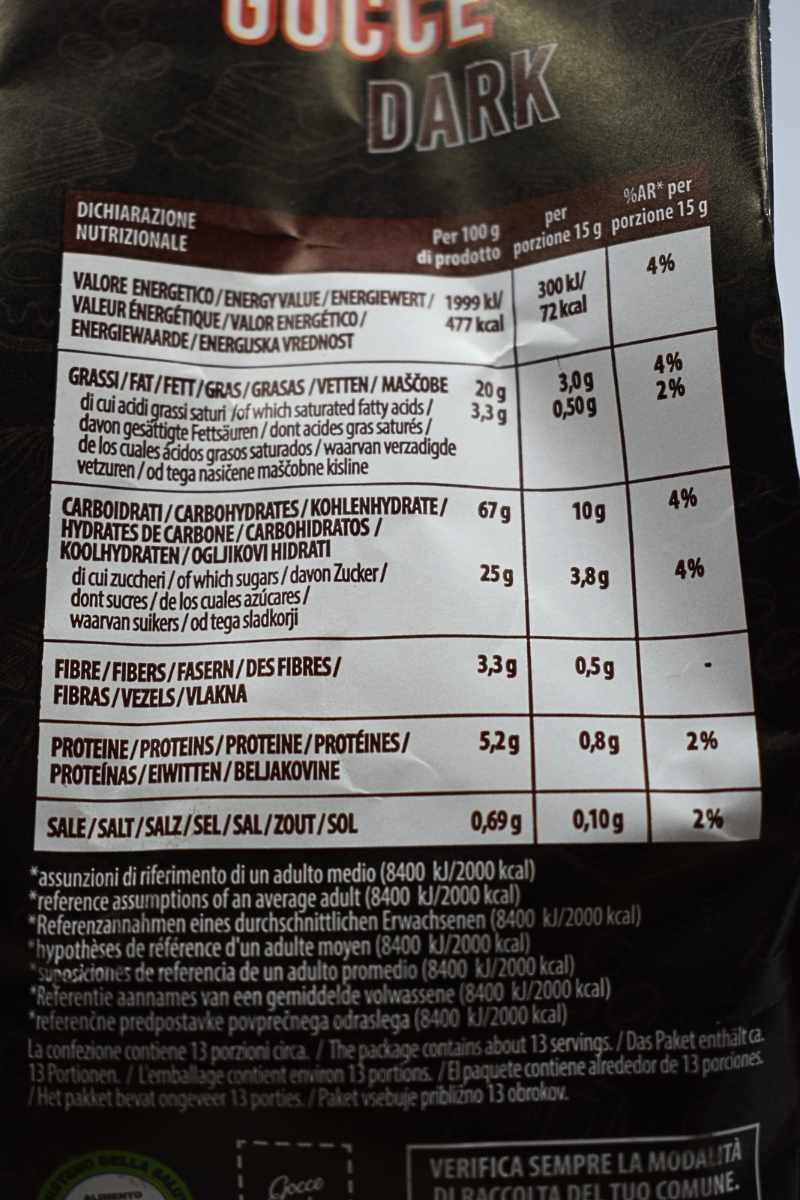 GOCCE
DARK
DICHIARAZIONE
NUTRIZIONALE
Per 100 g
di prodotto
per
porzione 15 g
%AR* per
porzione 15 g
VALORE ENERGETICO / ENERGY VALUE / ENERGIEWERT / 1999 kJ/ 300 kJ/ 4%
VALEUR ÉNERGÉTIQUE / VALOR ENERGÉTICO / 477 kcal 72 kcal
ENERGIEWAARDE / ENERGIJSKA VREDNOST
GRASSI / FAT / FETT / GRAS / GRASAS / VETTEN / MAŠČOBE 20 g 3,0 g 4%
di cui acidi grassi saturi /of which saturated fatty acids / 3,3 g 0,50 g 2%
davon gesättigte Fettsäuren / dont acides gras saturés /
de los cuales ácidos grasos saturados / waarvan verzadigde
vetzuren / od tega nasičene maščobne kisline
CARBOIDRATI / CARBOHYDRATES / KOHLENHYDRATE / 67 g 10 g 4%
HYDRATES DE CARBONE / CARBOHIDRATOS /
KOOLHYDRATEN / OGLJIKOVI HIDRATI
di cui zuccheri / of which sugars / davon Zucker / 25 g 3,8 g 4%
dont sucres / de los cuales azúcares /
waarvan suikers / od tega sladkorji
FIBRE / FIBERS / FASERN / DES FIBRES / 3,3 g 0,5 g -
FIBRAS / VEZELS / VLAKNA
PROTEINE / PROTEINS / PROTEINE / PROTÉINES / 5,2 g 0,8 g 2%
PROTEÍNAS / EIWITTEN / BELJAKOVINE
SALE / SALT / SALZ / SEL / SAL / ZOUT / SOL 0,69 g 0,10 g 2%
*assunzioni di riferimento di un adulto medio (8400 kJ/2000 kcal)
*reference assumptions of an average adult (8400 kJ/2000 kcal)
*Referenzannahmen eines durchschnittlichen Erwachsenen (8400 kJ/2000 kcal)
*hypothèses de référence d'un adulte moyen (8400 kJ/2000 kcal)
*suposiciones de referencia de un adulto promedio (8400 kJ/2000 kcal)
*Referentie aannames van een gemiddelde volwassene (8400 kJ/2000 kcal)
*referenčne predpostavke povprečnega odraslega (8400 kJ/2000 kcal)
La confezione contiene 13 porzioni circa. / The package contains about 13 servings. / Das Paket enthält ca.
13 Portionen. / L'emballage contient environ 13 portions. / El paquete contiene alrededor de 13 porciones.
/ Het pakket bevat ongeveer 13 porties. / Paket vsebuje približno 13 obrokov.
DELLA
ALIMENTO
Gocce
VERIFICA SEMPRE LA MODALITÀ
DI RACCOLTA DEL TUO COMUNE.